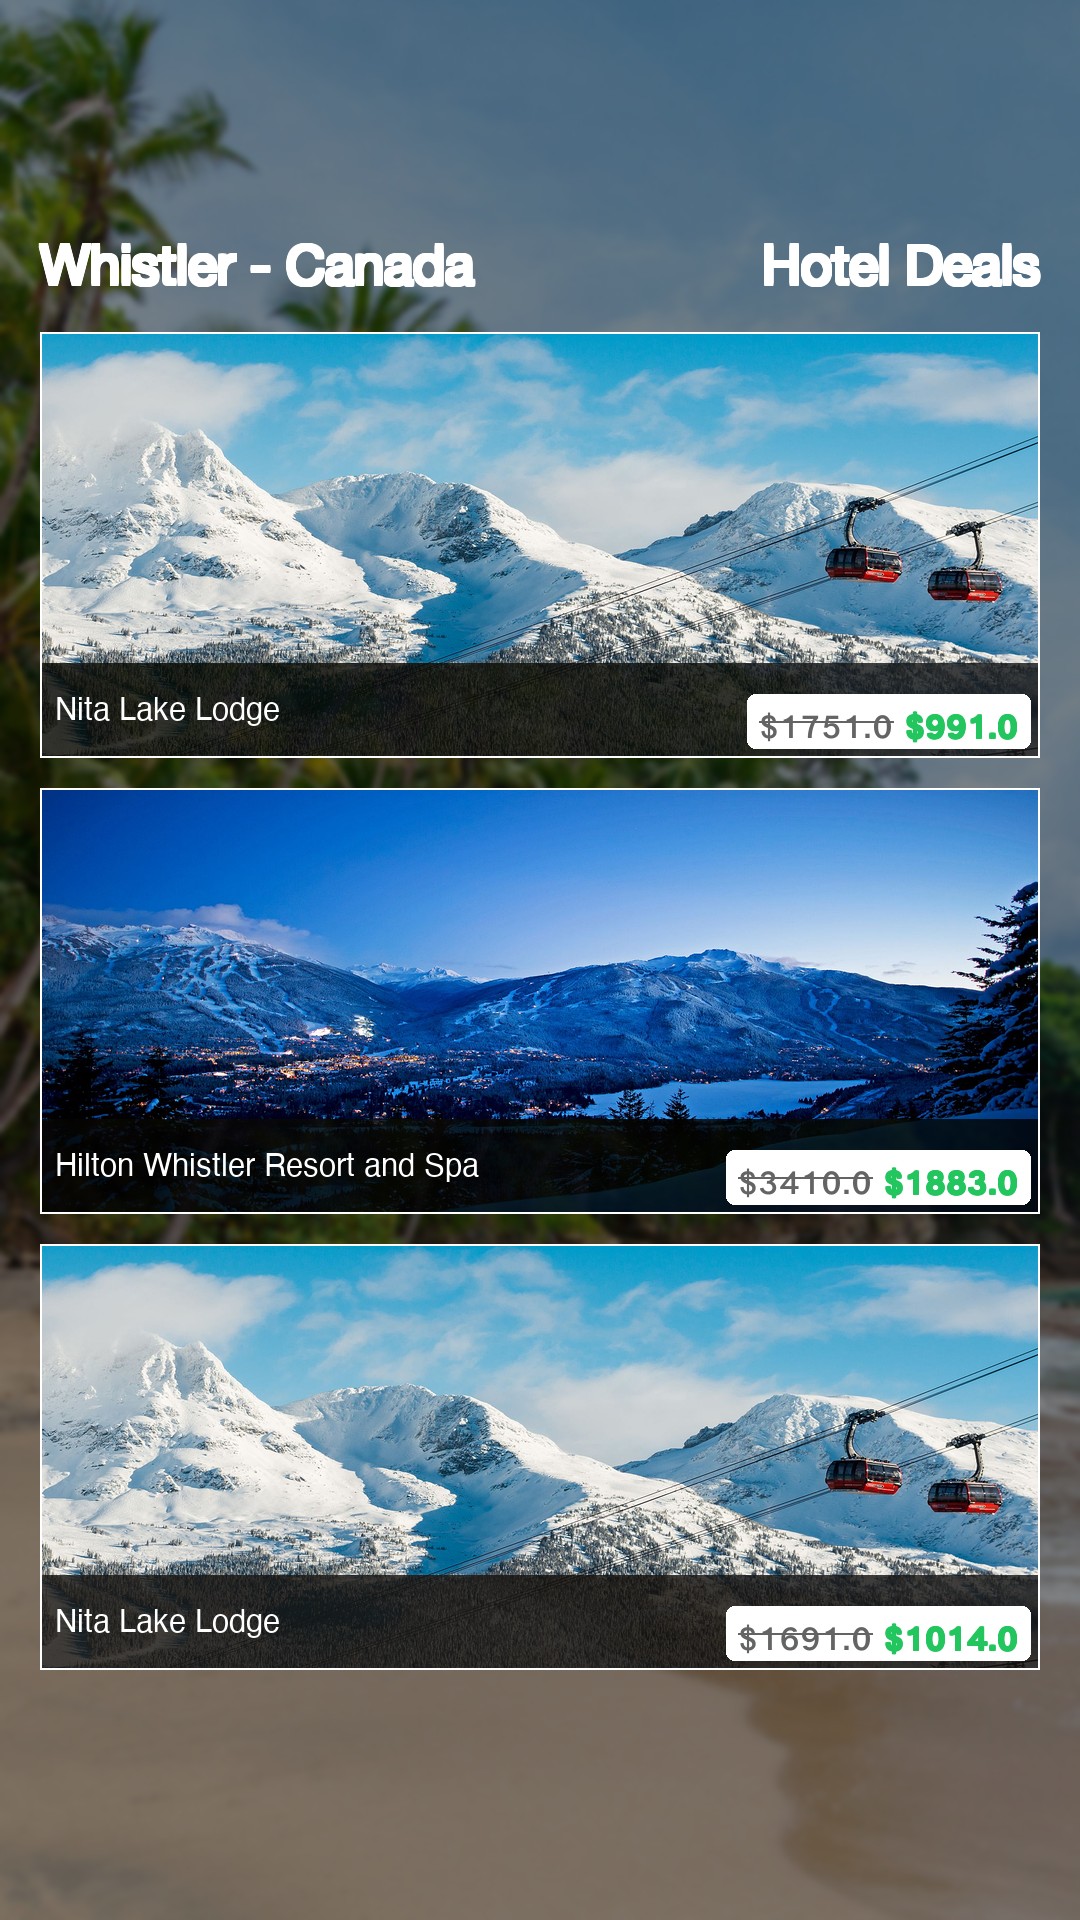 Whistler - Canada Hotel Deals
Nita Lake Lodge
$1751.0 $991.0
Hilton Whistler Resort and Spa
$3410.0 $1883.0
Nita Lake Lodge
$1691.0 $1014.0